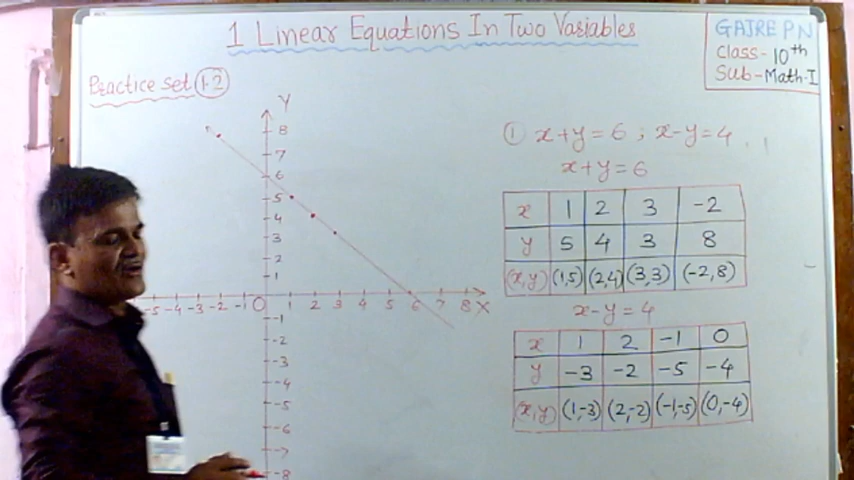 1 Linear Equations In Two Variables
GAJRE P N
Class- 10th
Sub-Math-I
Practice Set 1.2
① x+y=6 ; x-y=4
x+y=6
x 1 2 3 -2
y 5 4 3 8
(x,y) (1,5) (2,4) (3,3) (-2,8)
x-y=4
x 1 2 -1 0
y -3 -2 -5 -4
(x,y) (1,-3) (2,-2) (-1,-5) (0,-4)
Y
8
7
6
5
4
3
2
1
-5 -4 -3 -2 -1 O 1 2 3 4 5 6 7 8 X
-1
-2
-3
-4
-5
-6
-7
-8